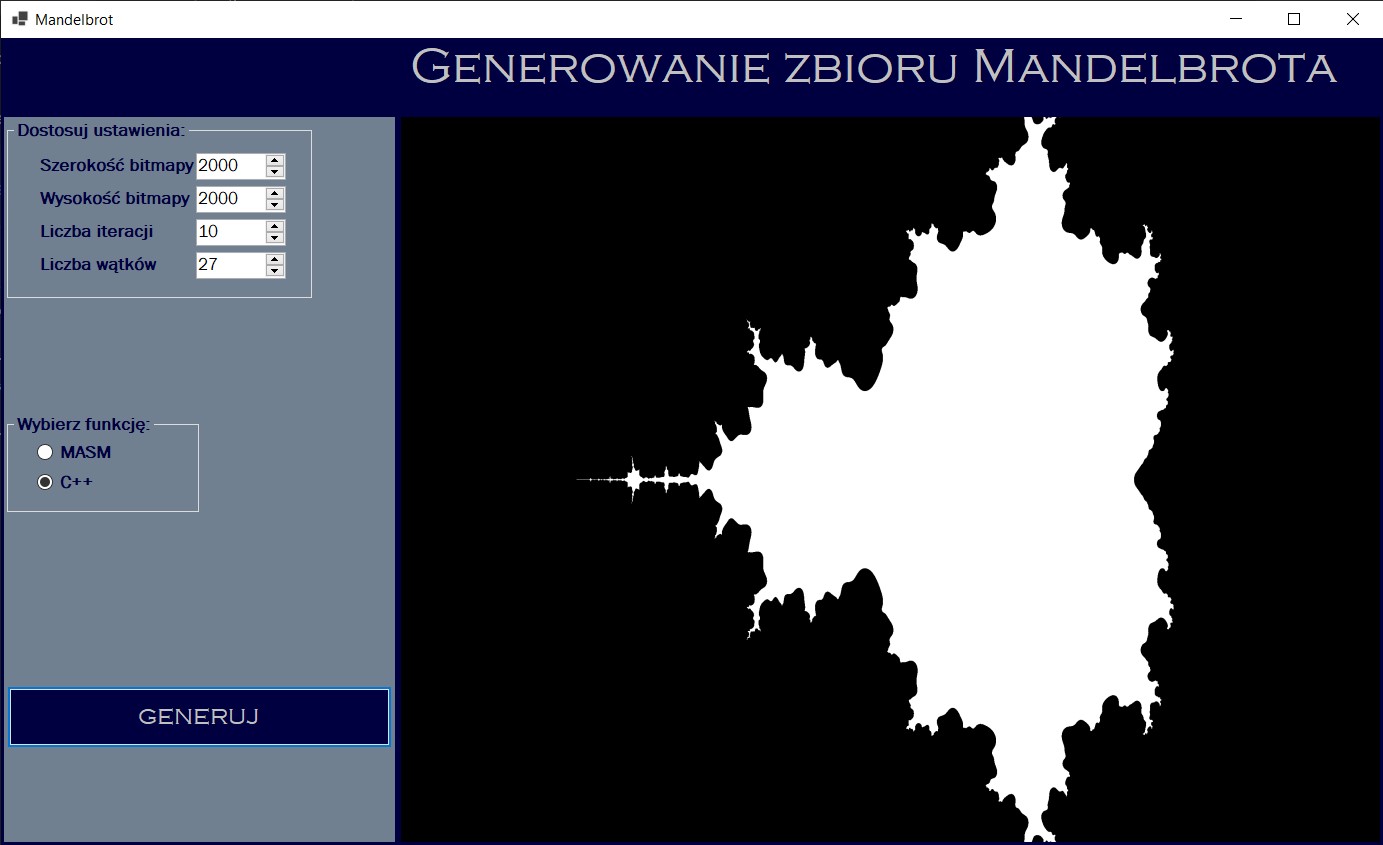 Mandelbrot
Generowanie zbioru Mandelbrota
Dostosuj ustawienia:
Szerokość bitmapy 2000
Wysokość bitmapy 2000
Liczba iteracji 10
Liczba wątków 27
Wybierz funkcję:
MASM
C++
GENERUJ